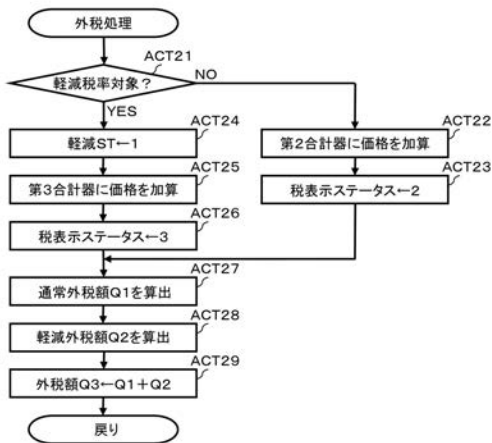 外税処理
ACT21
軽減税率対象?
NO
YES
ACT24
軽減ST←1
ACT22
第2合計器に価格を加算
ACT25
第3合計器に価格を加算
ACT23
税表示ステータス←2
ACT26
税表示ステータス←3
ACT27
通常外税額Q1を算出
ACT28
軽減外税額Q2を算出
ACT29
外税額Q3←Q1+Q2
戻り